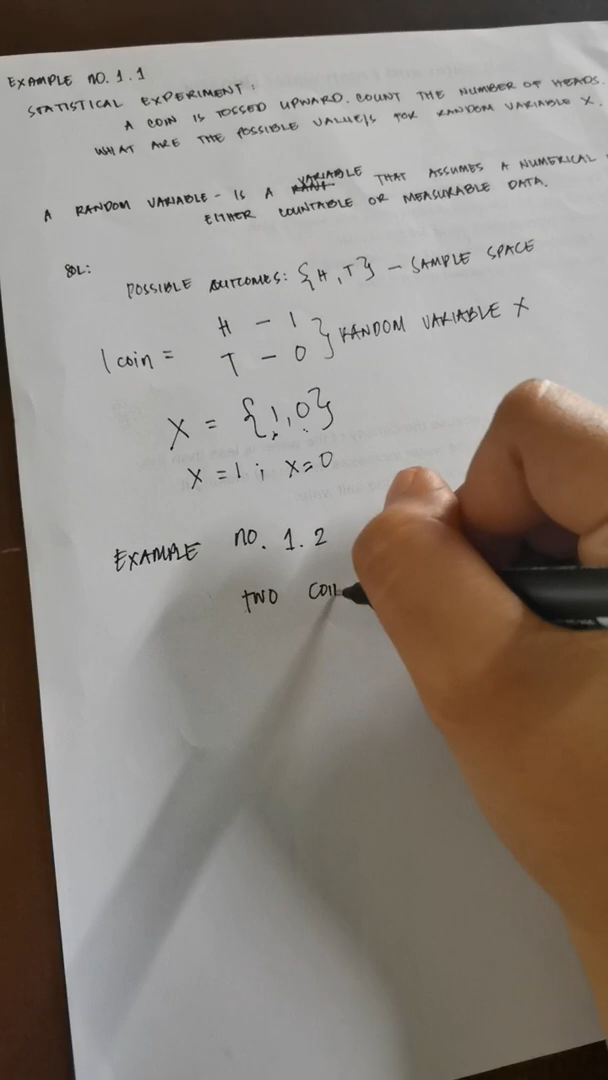 EXAMPLE NO. 1.1
STATISTICAL EXPERIMENT:
A COIN IS TOSSED UPWARD. COUNT THE NUMBER OF HEADS.
WHAT ARE THE POSSIBLE VALUE/S FOR RANDOM VARIABLE X.
A RANDOM VARIABLE - IS A VARIABLE THAT ASSUMES A NUMERICAL
EITHER COUNTABLE OR MEASURABLE DATA.
SOL:
POSSIBLE OUTCOMES: {H, T} - SAMPLE SPACE
1 coin = H - 1
T - 0 } RANDOM VARIABLE X
X = {1, 0}
X = 1 ; X = 0
EXAMPLE NO. 1.2
TWO COI